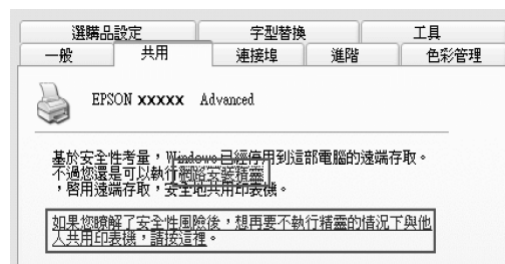 選購品設定 字型替換 工具
一般 共用 連接埠 進階 色彩管理
EPSON XXXXX Advanced
基於安全性考量，Windows 已經停用到這部電腦的遠端存取。
不過您還是可以執行網路安裝精靈
，啓用遠端存取，安全地共用印表機。
如果您瞭解了安全性風險後，想再要不執行精靈的情況下與他
人共用印表機，請按這裡。